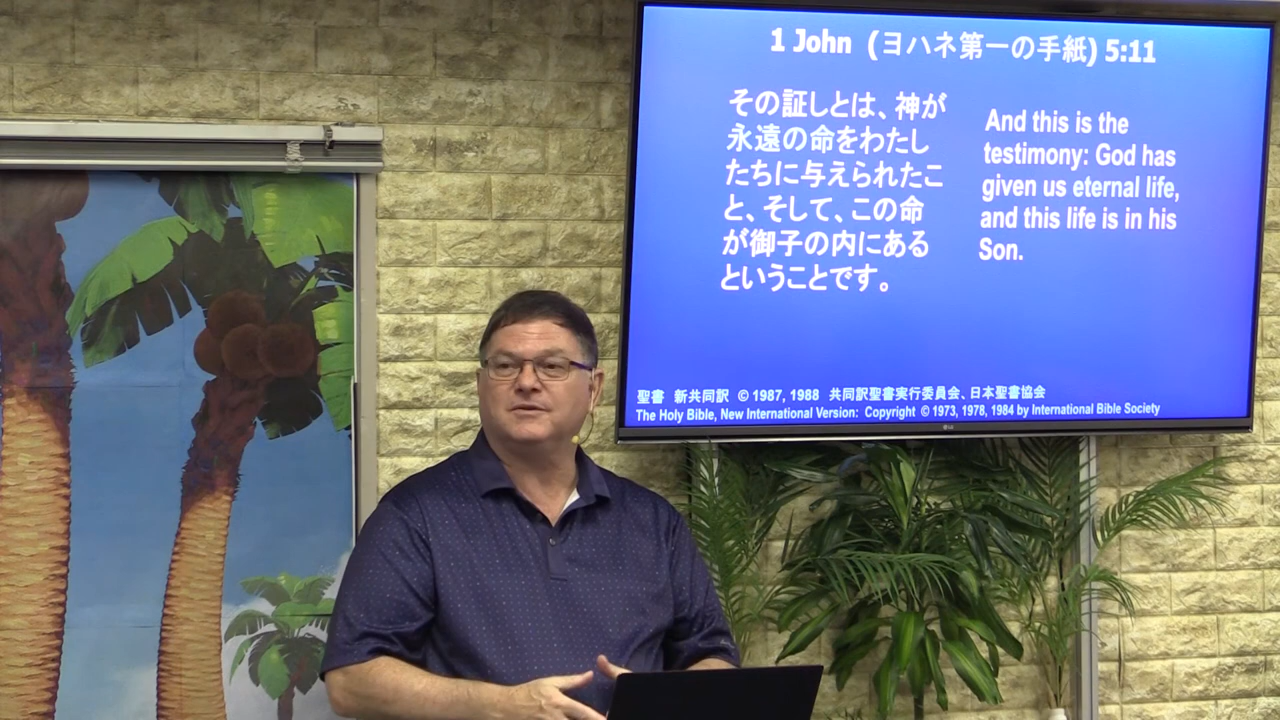 1 John (ヨハネ第一の手紙) 5:11
その証しとは、神が
永遠の命をわたし
たちに与えられたこ
と、そして、この命
が御子の内にある
ということです。
And this is the
testimony: God has
given us eternal life,
and this life is in his
Son.
聖書 新共同訳 © 1987, 1988 共同訳聖書実行委員会、日本聖書協会
The Holy Bible, New International Version: Copyright © 1973, 1978, 1984 by International Bible Society
LG